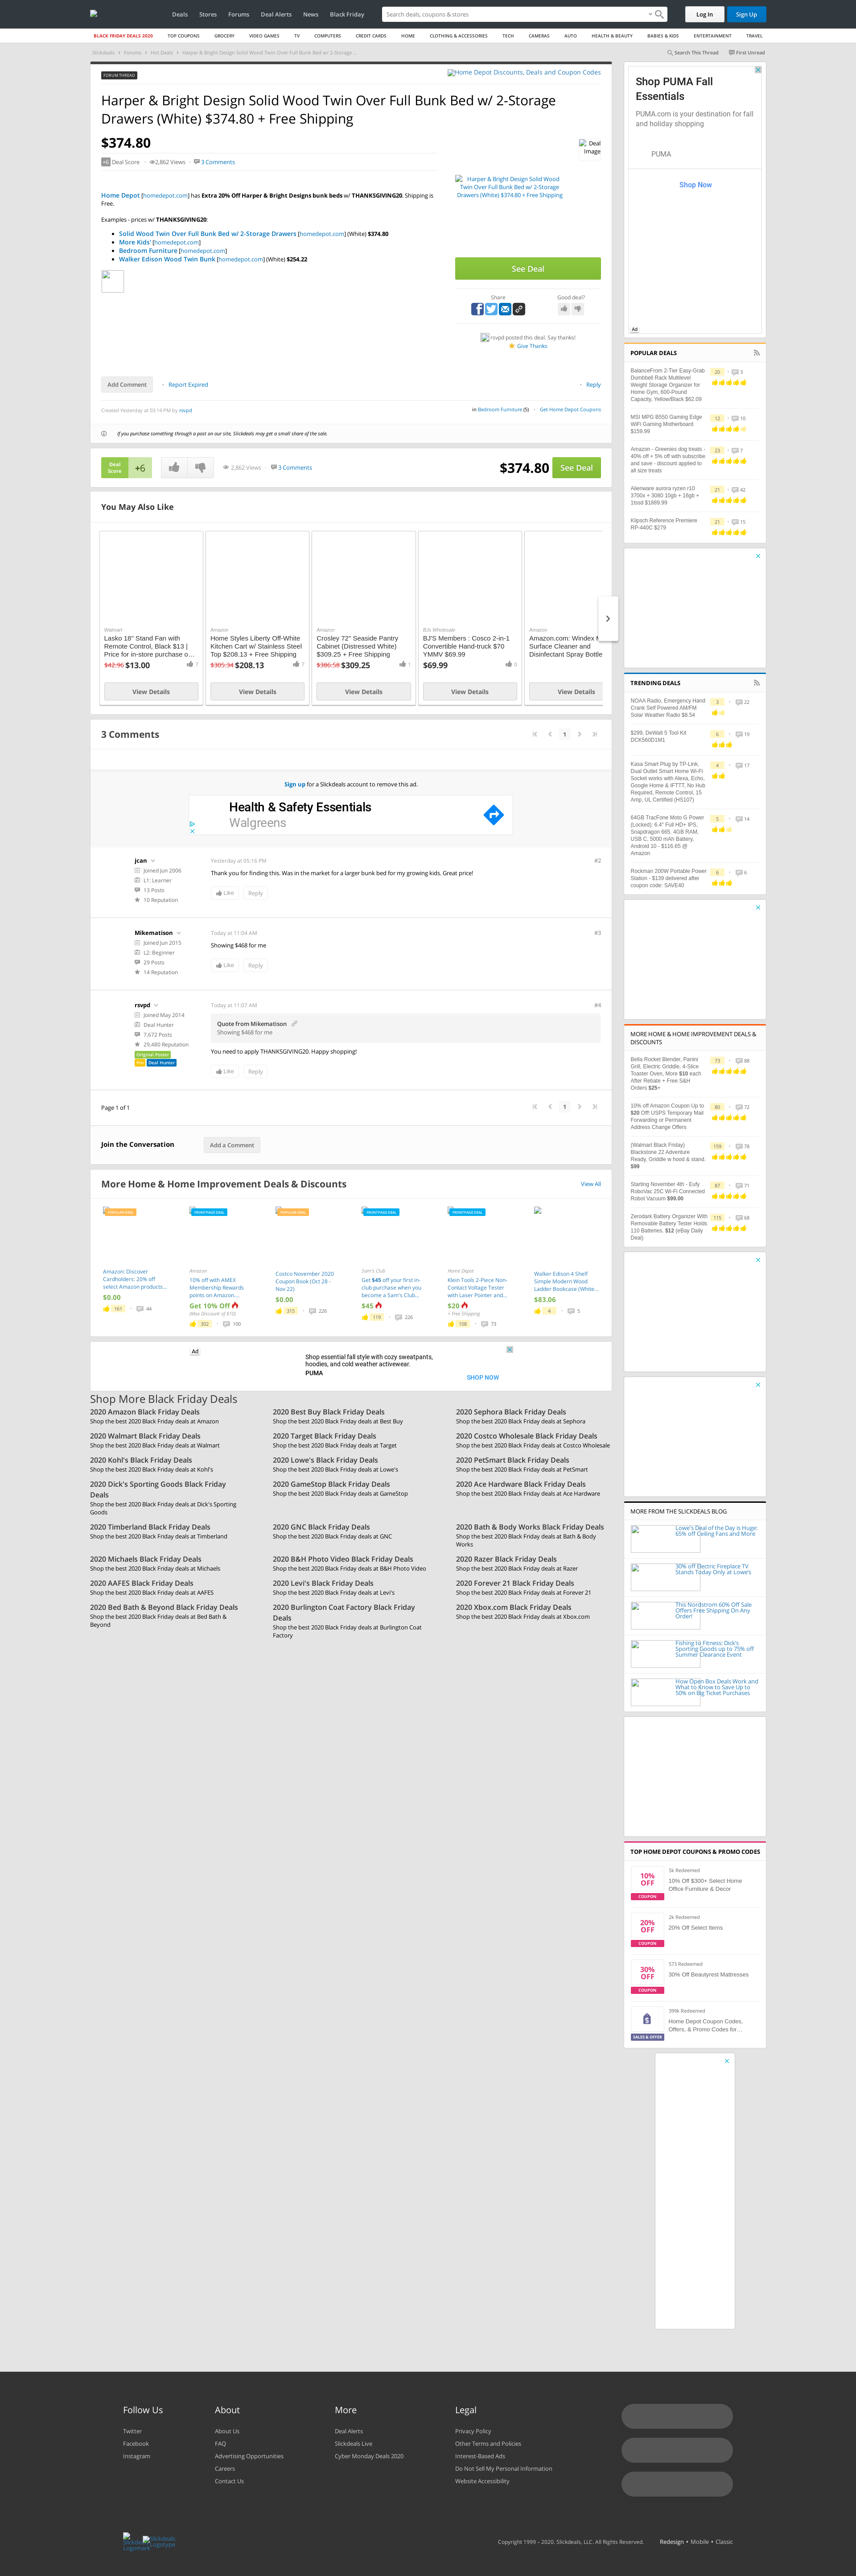 Deals
Stores
Forums
Deal Alerts
News
Black Friday
Search deals, coupons & stores
Log In
Sign Up
BLACK FRIDAY DEALS 2020
TOP COUPONS
GROCERY
VIDEO GAMES
TV
COMPUTERS
CREDIT CARDS
HOME
CLOTHING & ACCESSORIES
TECH
CAMERAS
AUTO
HEALTH & BEAUTY
BABIES & KIDS
ENTERTAINMENT
TRAVEL
Slickdeals
Forums
Hot Deals
Harper & Bright Design Solid Wood Twin Over Full Bunk Bed w/ 2-Storage ...
Search This Thread
First Unread
FORUM THREAD
Home Depot Discounts, Deals and Coupon Codes
Harper & Bright Design Solid Wood Twin Over Full Bunk Bed w/ 2-Storage
Drawers (White) $374.80 + Free Shipping
$374.80
+6 Deal Score
2,862 Views
3 Comments
Deal
Image
Home Depot [homedepot.com] has Extra 20% Off Harper & Bright Designs bunk beds w/ THANKSGIVING20. Shipping is
Free.
Examples - prices w/ THANKSGIVING20:
Solid Wood Twin Over Full Bunk Bed w/ 2-Storage Drawers [homedepot.com] (White) $374.80
More Kids' [homedepot.com]
Bedroom Furniture [homedepot.com]
Walker Edison Wood Twin Bunk [homedepot.com] (White) $254.22
Harper & Bright Design Solid Wood
Twin Over Full Bunk Bed w/ 2-Storage
Drawers (White) $374.80 + Free Shipping
See Deal
Share
Good deal?
rsvpd posted this deal. Say thanks!
Give Thanks
Add Comment
Report Expired
Reply
Created Yesterday at 03:14 PM by rsvpd
in Bedroom Furniture (5)
Get Home Depot Coupons
If you purchase something through a post on our site, Slickdeals may get a small share of the sale.
Deal
Score
+6
2,862 Views
3 Comments
$374.80
See Deal
You May Also Like
Walmart
Lasko 18" Stand Fan with
Remote Control, Black $13 |
Price for in-store purchase o...
$42.96 $13.00
7
View Details
Amazon
Home Styles Liberty Off-White
Kitchen Cart w/ Stainless Steel
Top $208.13 + Free Shipping
$305.34 $208.13
7
View Details
Amazon
Crosley 72" Seaside Pantry
Cabinet (Distressed White)
$309.25 + Free Shipping
$386.58 $309.25
1
View Details
BJs Wholesale
BJ'S Members : Cosco 2-in-1
Convertible Hand-truck $70
YMMV $69.99
$69.99
0
View Details
Amazon
Amazon.com: Windex M
Surface Cleaner and
Disinfectant Spray Bottle
View Details
3 Comments
1
Sign up for a Slickdeals account to remove this ad.
Health & Safety Essentials
Walgreens
jcan
Joined Jun 2006
L1: Learner
13 Posts
10 Reputation
Yesterday at 05:16 PM
#2
Thank you for finding this. Was in the market for a larger bunk bed for my growing kids. Great price!
Like
Reply
Mikematison
Joined Jun 2015
L2: Beginner
29 Posts
14 Reputation
Today at 11:04 AM
#3
Showing $468 for me
Like
Reply
rsvpd
Joined May 2014
Deal Hunter
7,672 Posts
29,480 Reputation
Original Poster
Pro
Deal Hunter
Today at 11:07 AM
#4
Quote from Mikematison
Showing $468 for me
You need to apply THANKSGIVING20. Happy shopping!
Like
Reply
Page 1 of 1
1
Join the Conversation
Add a Comment
More Home & Home Improvement Deals & Discounts
View All
POPULAR DEAL
Amazon: Discover
Cardholders: 20% off
select Amazon products...
$0.00
161
44
FRONTPAGE DEAL
Amazon
10% off with AMEX
Membership Rewards
points on Amazon....
Get 10% Off
(Max Discount of $10)
302
100
POPULAR DEAL
Costco November 2020
Coupon Book (Oct 28 -
Nov 22)
$0.00
315
226
FRONTPAGE DEAL
Sam's Club
Get $45 off your first in-
club purchase when you
become a Sam's Club...
$45
119
226
FRONTPAGE DEAL
Home Depot
Klein Tools 2-Piece Non-
Contact Voltage Tester
with Laser Pointer and...
$20
+ Free Shipping
108
73
Walker Edison 4 Shelf
Simple Modern Wood
Ladder Bookcase (White...
$83.06
4
5
Ad
Shop essential fall style with cozy sweatpants,
hoodies, and cold weather activewear.
PUMA
SHOP NOW
Shop More Black Friday Deals
2020 Amazon Black Friday Deals
Shop the best 2020 Black Friday deals at Amazon
2020 Best Buy Black Friday Deals
Shop the best 2020 Black Friday deals at Best Buy
2020 Sephora Black Friday Deals
Shop the best 2020 Black Friday deals at Sephora
2020 Walmart Black Friday Deals
Shop the best 2020 Black Friday deals at Walmart
2020 Target Black Friday Deals
Shop the best 2020 Black Friday deals at Target
2020 Costco Wholesale Black Friday Deals
Shop the best 2020 Black Friday deals at Costco Wholesale
2020 Kohl's Black Friday Deals
Shop the best 2020 Black Friday deals at Kohl's
2020 Lowe's Black Friday Deals
Shop the best 2020 Black Friday deals at Lowe's
2020 PetSmart Black Friday Deals
Shop the best 2020 Black Friday deals at PetSmart
2020 Dick's Sporting Goods Black Friday
Deals
Shop the best 2020 Black Friday deals at Dick's Sporting
Goods
2020 GameStop Black Friday Deals
Shop the best 2020 Black Friday deals at GameStop
2020 Ace Hardware Black Friday Deals
Shop the best 2020 Black Friday deals at Ace Hardware
2020 Timberland Black Friday Deals
Shop the best 2020 Black Friday deals at Timberland
2020 GNC Black Friday Deals
Shop the best 2020 Black Friday deals at GNC
2020 Bath & Body Works Black Friday Deals
Shop the best 2020 Black Friday deals at Bath & Body
Works
2020 Michaels Black Friday Deals
Shop the best 2020 Black Friday deals at Michaels
2020 B&H Photo Video Black Friday Deals
Shop the best 2020 Black Friday deals at B&H Photo Video
2020 Razer Black Friday Deals
Shop the best 2020 Black Friday deals at Razer
2020 AAFES Black Friday Deals
Shop the best 2020 Black Friday deals at AAFES
2020 Levi's Black Friday Deals
Shop the best 2020 Black Friday deals at Levi's
2020 Forever 21 Black Friday Deals
Shop the best 2020 Black Friday deals at Forever 21
2020 Bed Bath & Beyond Black Friday Deals
Shop the best 2020 Black Friday deals at Bed Bath &
Beyond
2020 Burlington Coat Factory Black Friday
Deals
Shop the best 2020 Black Friday deals at Burlington Coat
Factory
2020 Xbox.com Black Friday Deals
Shop the best 2020 Black Friday deals at Xbox.com
Shop PUMA Fall
Essentials
PUMA.com is your destination for fall
and holiday shopping
PUMA
Shop Now
Ad
POPULAR DEALS
BalanceFrom 2-Tier Easy-Grab
Dumbbell Rack Multilevel
Weight Storage Organizer for
Home Gym, 600-Pound
Capacity, Yellow/Black $62.09
20
3
MSI MPG B550 Gaming Edge
WiFi Gaming Motherboard
$159.99
12
10
Amazon - Greenies dog treats -
40% off + 5% off with subscribe
and save - discount applied to
all size treats
23
7
Alienware aurora ryzen r10
3700x + 3080 10gb + 16gb +
1tssd $1889.99
21
42
Klipsch Reference Premiere
RP-440C $279
21
15
TRENDING DEALS
NOAA Radio, Emergency Hand
Crank Self Powered AM/FM
Solar Weather Radio $8.54
3
22
$299, DeWalt 5 Tool Kit
DCK560D1M1
6
19
Kasa Smart Plug by TP-Link,
Dual Outlet Smart Home Wi-Fi
Socket works with Alexa, Echo,
Google Home & IFTTT, No Hub
Required, Remote Control, 15
Amp, UL Certified (HS107)
4
17
64GB TracFone Moto G Power
(Locked): 6.4" Full HD+ IPS,
Snapdragon 665, 4GB RAM,
USB C, 5000 mAh Battery,
Android 10 - $116.65 @
Amazon
5
14
Rockman 200W Portable Power
Station - $139 delivered after
coupon code: SAVE40
6
6
MORE HOME & HOME IMPROVEMENT DEALS &
DISCOUNTS
Bella Rocket Blender, Panini
Grill, Electric Griddle, 4-Slice
Toaster Oven, More $10 each
After Rebate + Free S&H
Orders $25+
73
88
10% off Amazon Coupon Up to
$20 Off! USPS Temporary Mail
Forwarding or Permanent
Address Change Offers
80
72
(Walmart Black Friday)
Blackstone 22 Adventure
Ready, Griddle w hood & stand.
$99
159
78
Starting November 4th - Eufy
RoboVac 25C Wi-Fi Connected
Robot Vacuum $99.00
87
71
Zerodark Battery Organizer With
Removable Battery Tester Holds
110 Batteries. $12 (eBay Daily
Deal)
115
68
MORE FROM THE SLICKDEALS BLOG
Lowe's Deal of the Day is Huge:
65% off Ceiling Fans and More
30% off Electric Fireplace TV
Stands Today Only at Lowe's
This Nordstrom 60% Off Sale
Offers Free Shipping On Any
Order!
Fishing to Fitness: Dick's
Sporting Goods up to 75% off
Summer Clearance Event
How Open Box Deals Work and
What to Know to Save Up to
50% on Big Ticket Purchases
TOP HOME DEPOT COUPONS & PROMO CODES
10%
OFF
COUPON
5k Redeemed
10% Off $300+ Select Home
Office Furniture & Decor
20%
OFF
COUPON
2k Redeemed
20% Off Select Items
30%
OFF
COUPON
573 Redeemed
30% Off Beautyrest Mattresses
SALES & OFFER
399k Redeemed
Home Depot Coupon Codes,
Offers, & Promo Codes for...
Follow Us
Twitter
Facebook
Instagram
About
About Us
FAQ
Advertising Opportunities
Careers
Contact Us
More
Deal Alerts
Slickdeals Live
Cyber Monday Deals 2020
Legal
Privacy Policy
Other Terms and Policies
Interest-Based Ads
Do Not Sell My Personal Information
Website Accessibility
Slickdeals
Logomark
Slickdeals
Logotype
Copyright 1999 - 2020. Slickdeals, LLC. All Rights Reserved.
Redesign • Mobile • Classic